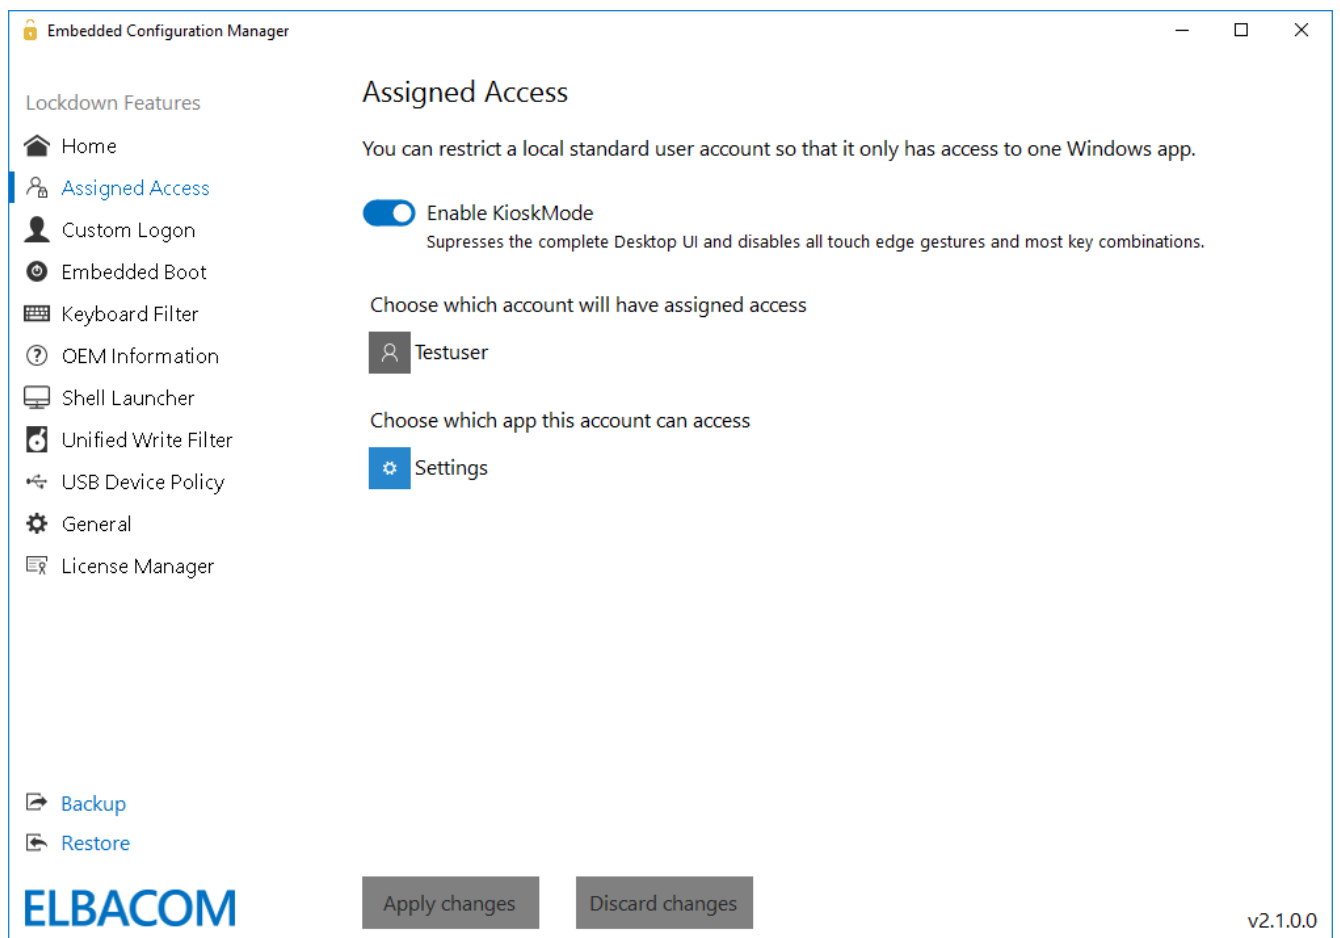 Embedded Configuration Manager
Lockdown Features
Home
Assigned Access
Custom Logon
Embedded Boot
Keyboard Filter
OEM Information
Shell Launcher
Unified Write Filter
USB Device Policy
General
License Manager
Backup
Restore
ELBACOM
Assigned Access
You can restrict a local standard user account so that it only has access to one Windows app.
Enable KioskMode
Supresses the complete Desktop UI and disables all touch edge gestures and most key combinations.
Choose which account will have assigned access
Testuser
Choose which app this account can access
Settings
Apply changes
Discard changes
v2.1.0.0